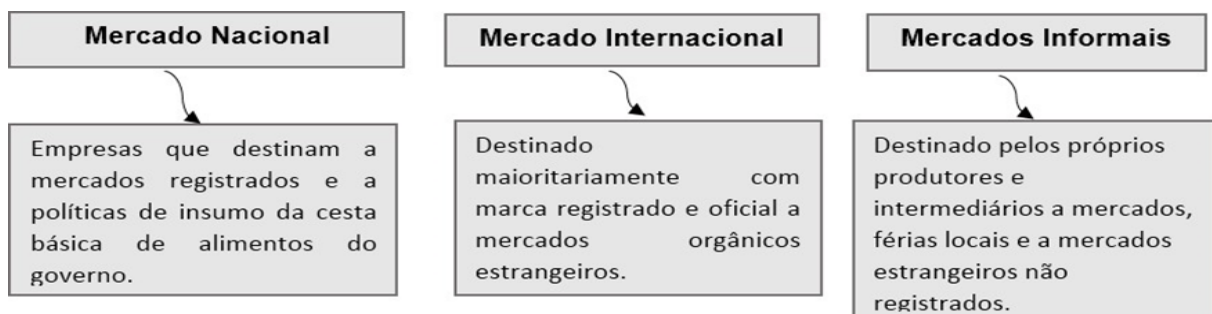 Mercado Nacional
Mercado Internacional
Mercados Informais
Empresas que destinam a
mercados registrados e a
políticas de insumo da cesta
básica de alimentos do
governo.
Destinado
maioritariamente com
marca registrado e oficial a
mercados orgânicos
estrangeiros.
Destinado pelos próprios
produtores e
intermediários a mercados,
férias locais e a mercados
estrangeiros não
registrados.